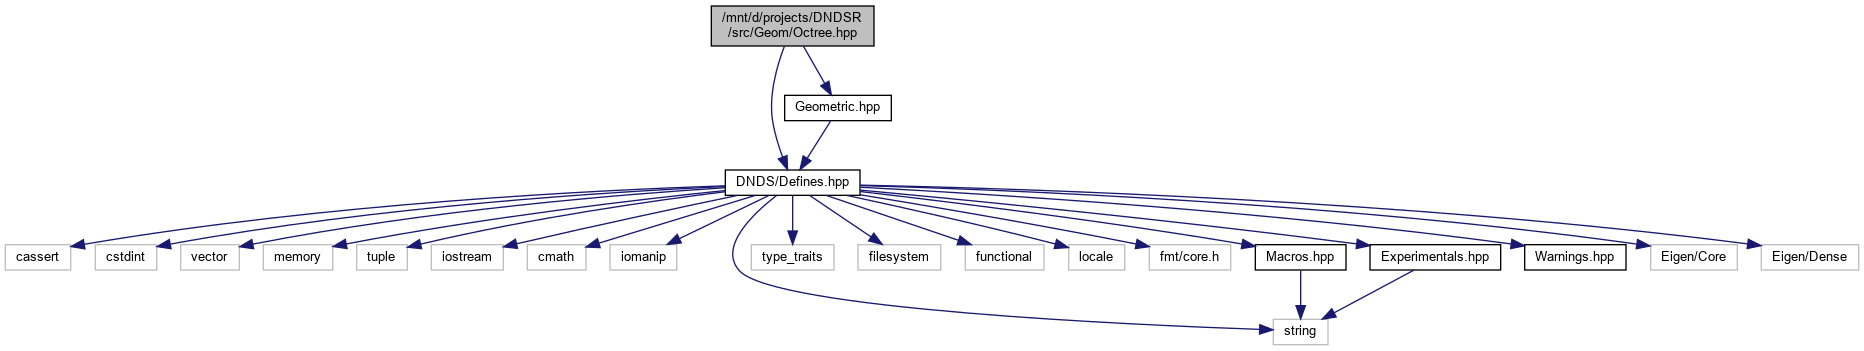 /mnt/d/projects/DNDSR
/src/Geom/Octree.hpp
Geometric.hpp
DNDS/Defines.hpp
cassert
cstdint
vector
memory
tuple
iostream
cmath
iomanip
type_traits
filesystem
functional
locale
fmt/core.h
Macros.hpp
Experimentals.hpp
Warnings.hpp
Eigen/Core
Eigen/Dense
string